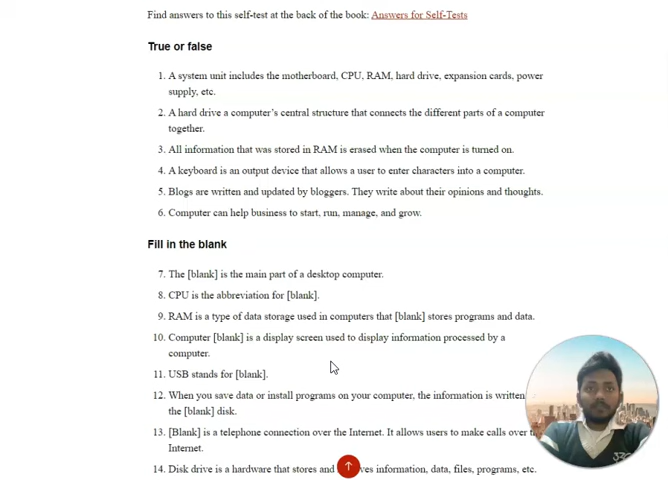 Find answers to this self-test at the back of the book: Answers for Self-Tests
True or false
1. A system unit includes the motherboard, CPU, RAM, hard drive, expansion cards, power
supply, etc.
2. A hard drive a computer's central structure that connects the different parts of a computer
together.
3. All information that was stored in RAM is erased when the computer is turned on.
4. A keyboard is an output device that allows a user to enter characters into a computer.
5. Blogs are written and updated by bloggers. They write about their opinions and thoughts.
6. Computer can help business to start, run, manage, and grow.
Fill in the blank
7. The [blank] is the main part of a desktop computer.
8. CPU is the abbreviation for [blank].
9. RAM is a type of data storage used in computers that [blank] stores programs and data.
10. Computer [blank] is a display screen used to display information processed by a
computer.
11. USB stands for [blank].
12. When you save data or install programs on your computer, the information is written
the [blank] disk.
13. [Blank] is a telephone connection over the Internet. It allows users to make calls over
Internet.
14. Disk drive is a hardware that stores and information, data, files, programs, etc.